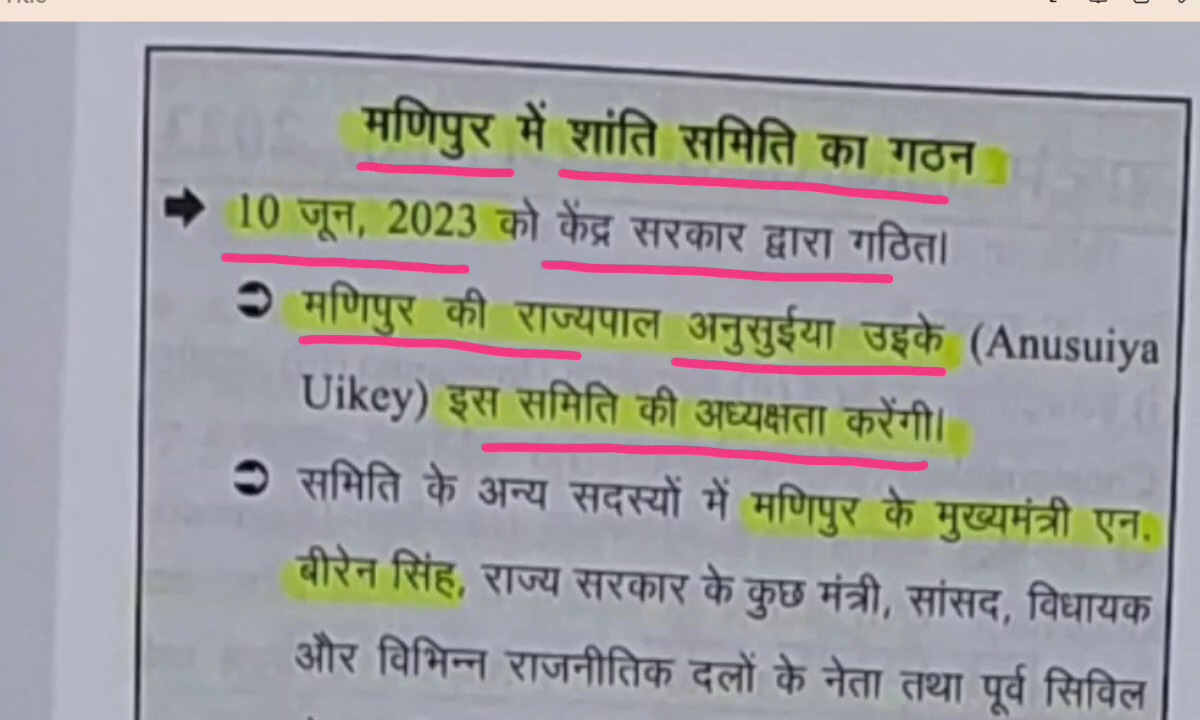 मणिपुर में शांति समिति का गठन
10 जून, 2023 को केंद्र सरकार द्वारा गठित।
मणिपुर की राज्यपाल अनुसुईया उइके (Anusuiya
Uikey) इस समिति की अध्यक्षता करेंगी।
समिति के अन्य सदस्यों में मणिपुर के मुख्यमंत्री एन.
बीरेन सिंह, राज्य सरकार के कुछ मंत्री, सांसद, विधायक
और विभिन्न राजनीतिक दलों के नेता तथा पूर्व सिविल